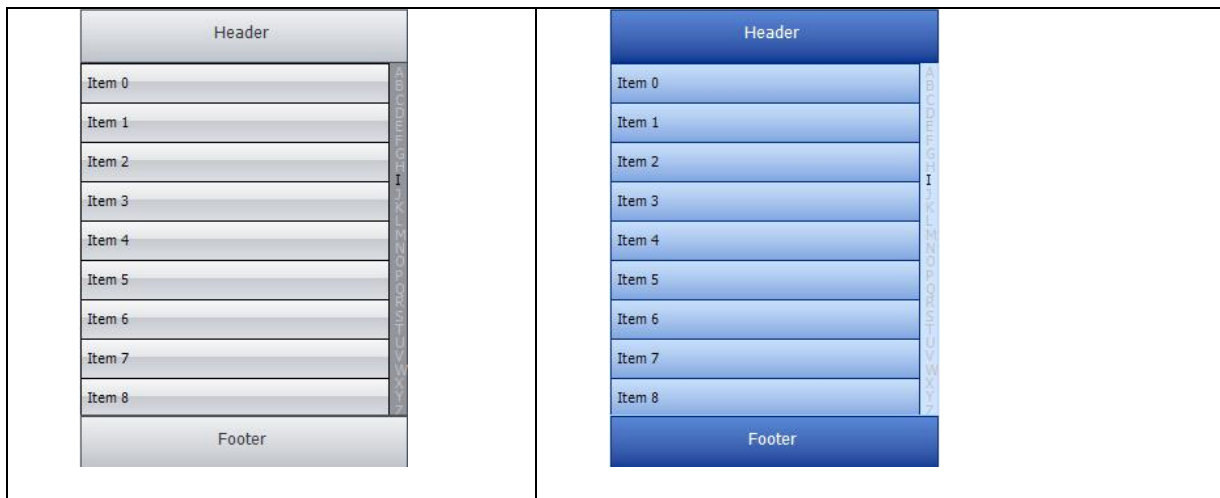 Header
Item 0
Item 1
Item 2
Item 3
Item 4
Item 5
Item 6
Item 7
Item 8
A
B
C
D
E
F
G
H
I
J
K
L
M
N
O
P
Q
R
S
T
U
V
W
X
Y
Z
Footer
Header
Item 0
Item 1
Item 2
Item 3
Item 4
Item 5
Item 6
Item 7
Item 8
A
B
C
D
E
F
G
H
I
J
K
L
M
N
O
P
Q
R
S
T
U
V
W
X
Y
Z
Footer